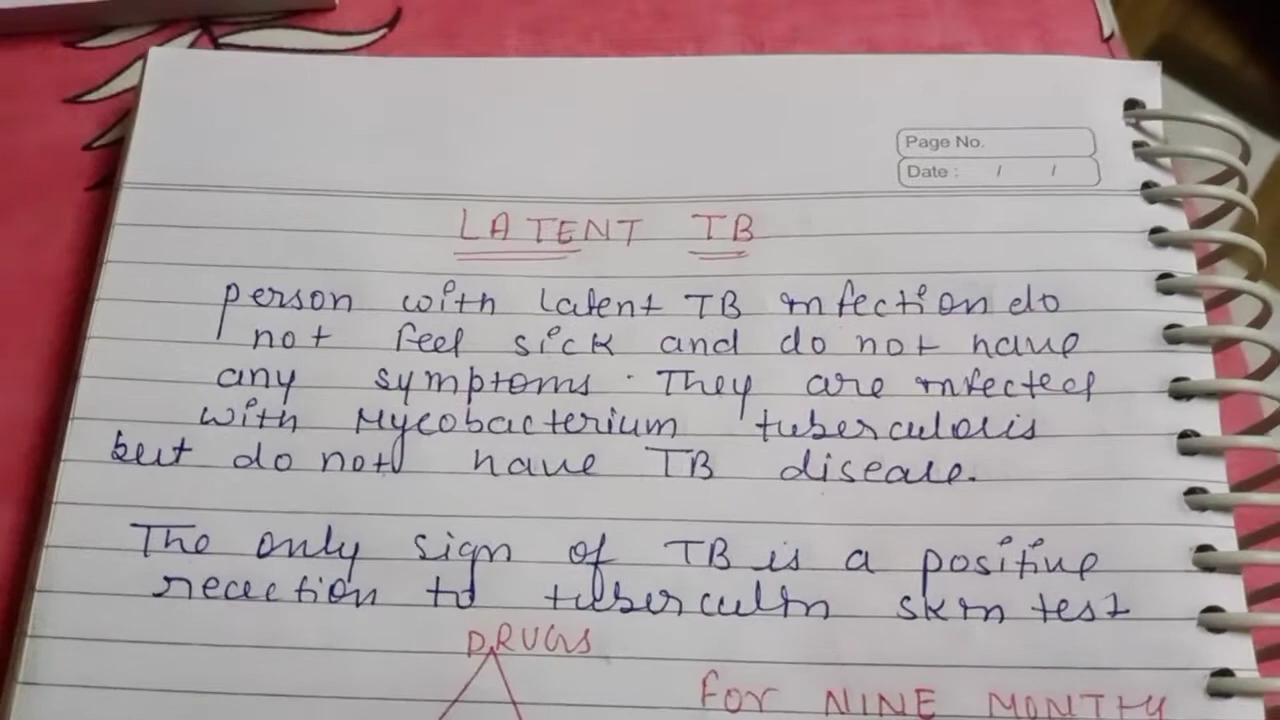 Page No.
Date : / /
LATENT TB
person with latent TB infection do
not feel sick and do not have
any symptoms. They are infected
with Mycobacterium tuberculosis
but do not have TB disease.
The only sign of TB is a positive
reaction to tuberculin skin test
DRUGS
For NINE MONTH